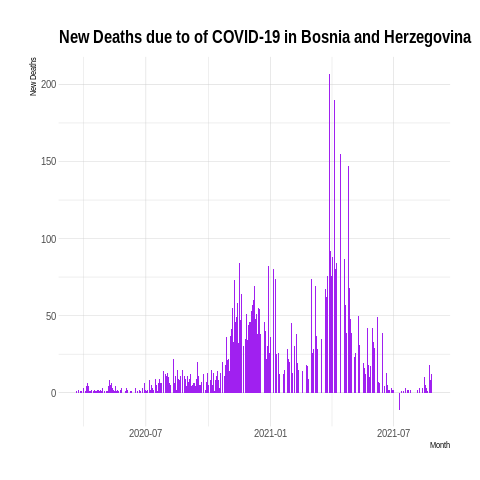 New Deaths due to of COVID-19 in Bosnia and Herzegovina
New Deaths
200
150
100
50
0
2020-07 2021-01 2021-07
Month